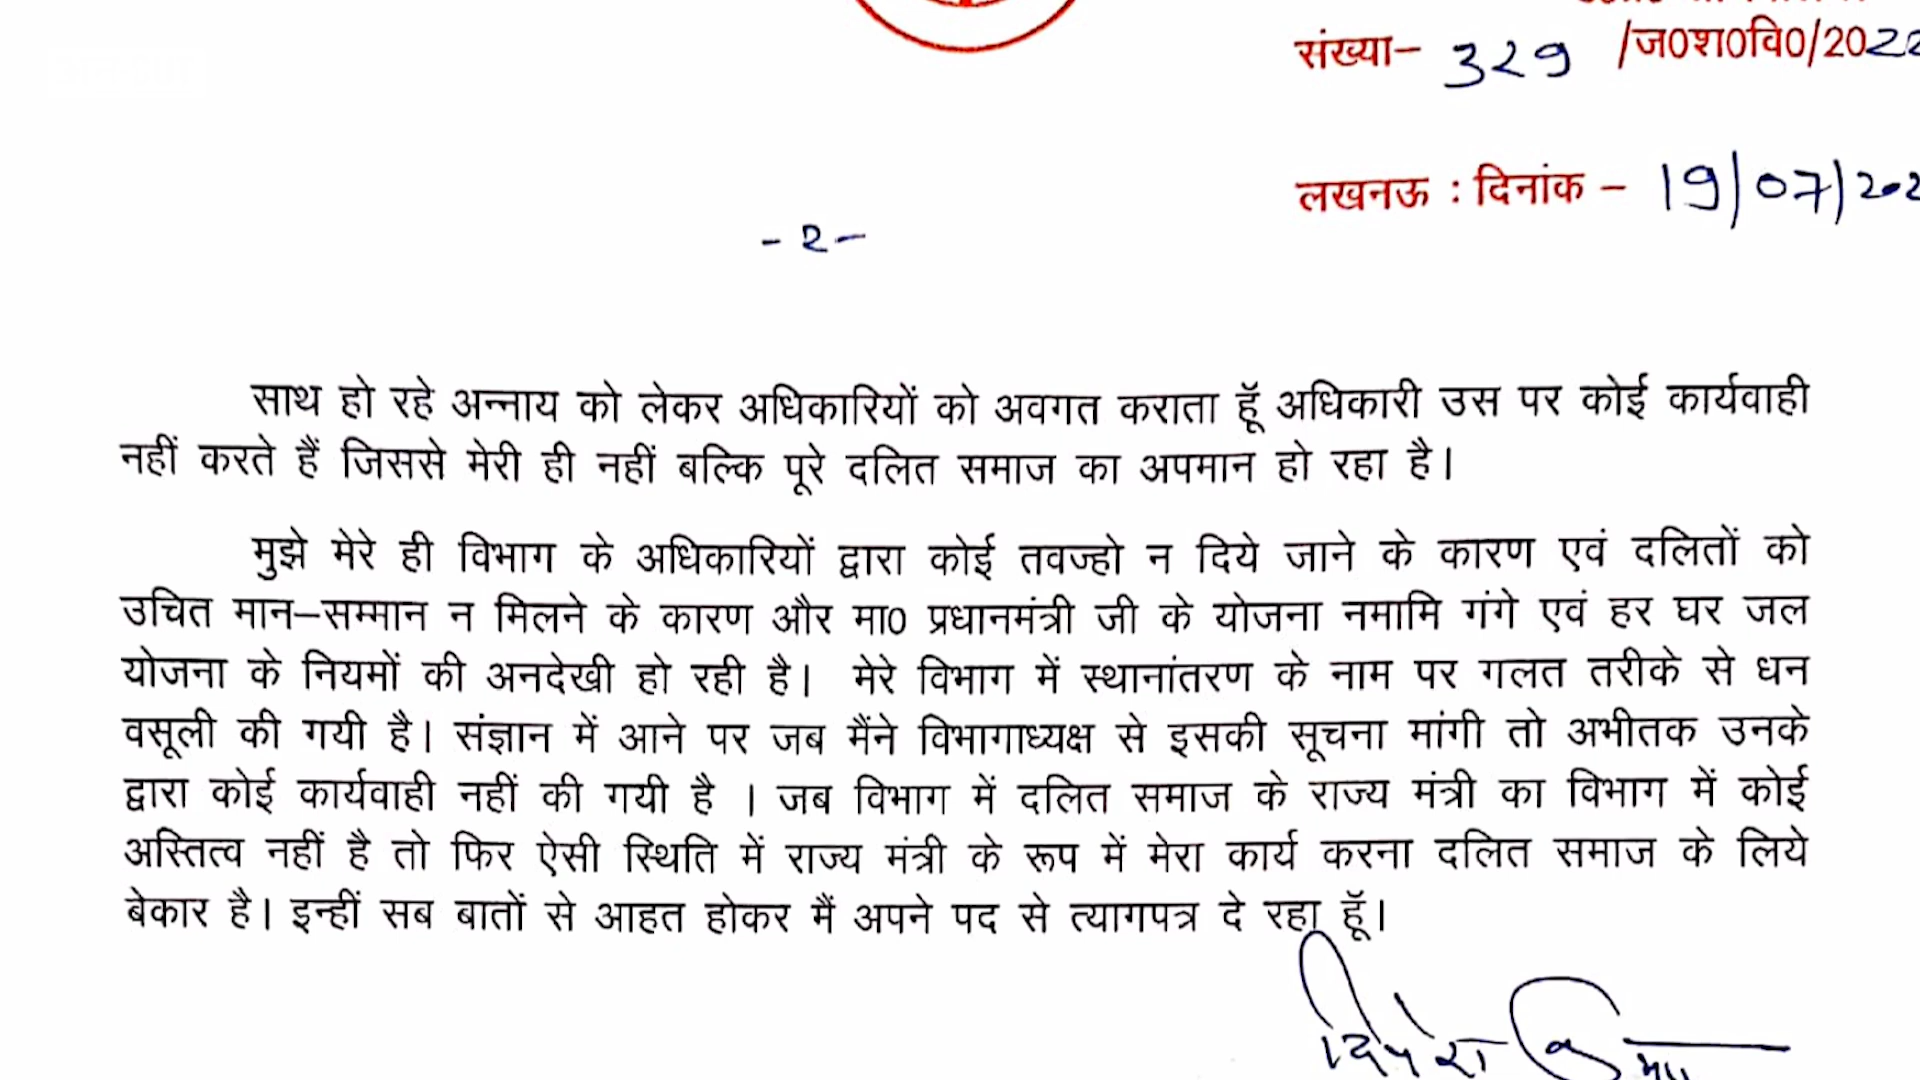 संख्या- 329 /ज0श0वि0/2022
लखनऊ : दिनांक - 19/07/202
-२-
साथ हो रहे अन्नाय को लेकर अधिकारियों को अवगत कराता हूॅं अधिकारी उस पर कोई कार्यवाही
नहीं करते हैं जिससे मेरी ही नहीं बल्कि पूरे दलित समाज का अपमान हो रहा है।
मुझे मेरे ही विभाग के अधिकारियों द्वारा कोई तवज्हो न दिये जाने के कारण एवं दलितों को
उचित मान–सम्मान न मिलने के कारण और मा0 प्रधानमंत्री जी के योजना नमामि गंगे एवं हर घर जल
योजना के नियमों की अनदेखी हो रही है। मेरे विभाग में स्थानांतरण के नाम पर गलत तरीके से धन
वसूली की गयी है। संज्ञान में आने पर जब मैंने विभागाध्यक्ष से इसकी सूचना मांगी तो अभीतक उनके
द्वारा कोई कार्यवाही नहीं की गयी है । जब विभाग में दलित समाज के राज्य मंत्री का विभाग में कोई
अस्तित्व नहीं है तो फिर ऐसी स्थिति में राज्य मंत्री के रूप में मेरा कार्य करना दलित समाज के लिये
बेकार है। इन्हीं सब बातों से आहत होकर मैं अपने पद से त्यागपत्र दे रहा हूॅं।